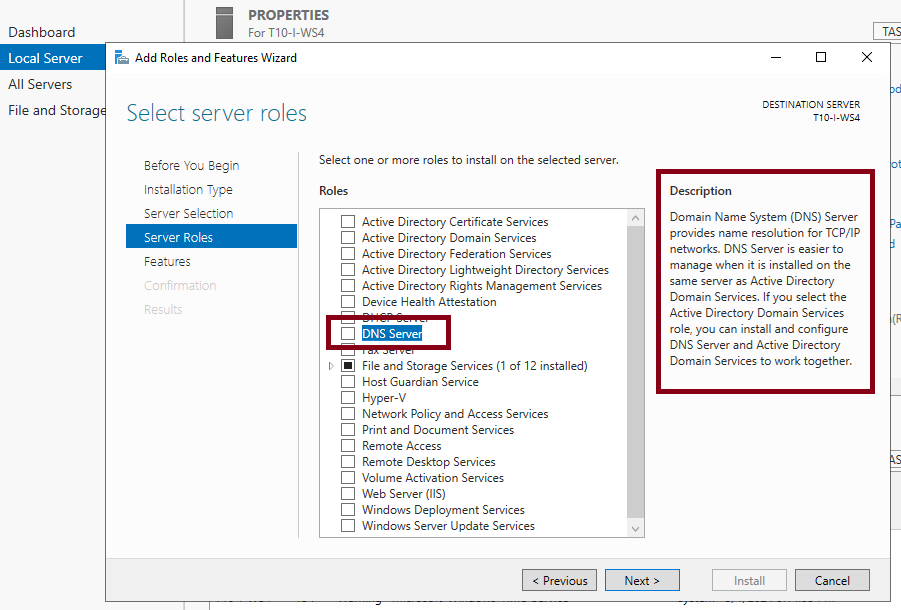 PROPERTIES
For T10-I-WS4
TAS
Dashboard
Local Server
All Servers
File and Storage
Add Roles and Features Wizard
Select server roles
DESTINATION SERVER
T10-I-WS4
Before You Begin
Installation Type
Server Selection
Server Roles
Features
Confirmation
Results
Select one or more roles to install on the selected server.
Roles
Active Directory Certificate Services
Active Directory Domain Services
Active Directory Federation Services
Active Directory Lightweight Directory Services
Active Directory Rights Management Services
Device Health Attestation
DHCP Server
DNS Server
Fax Server
File and Storage Services (1 of 12 installed)
Host Guardian Service
Hyper-V
Network Policy and Access Services
Print and Document Services
Remote Access
Remote Desktop Services
Volume Activation Services
Web Server (IIS)
Windows Deployment Services
Windows Server Update Services
Description
Domain Name System (DNS) Server
provides name resolution for TCP/IP
networks. DNS Server is easier to
manage when it is installed on the
same server as Active Directory
Domain Services. If you select the
Active Directory Domain Services
role, you can install and configure
DNS Server and Active Directory
Domain Services to work together.
< Previous
Next >
Install
Cancel